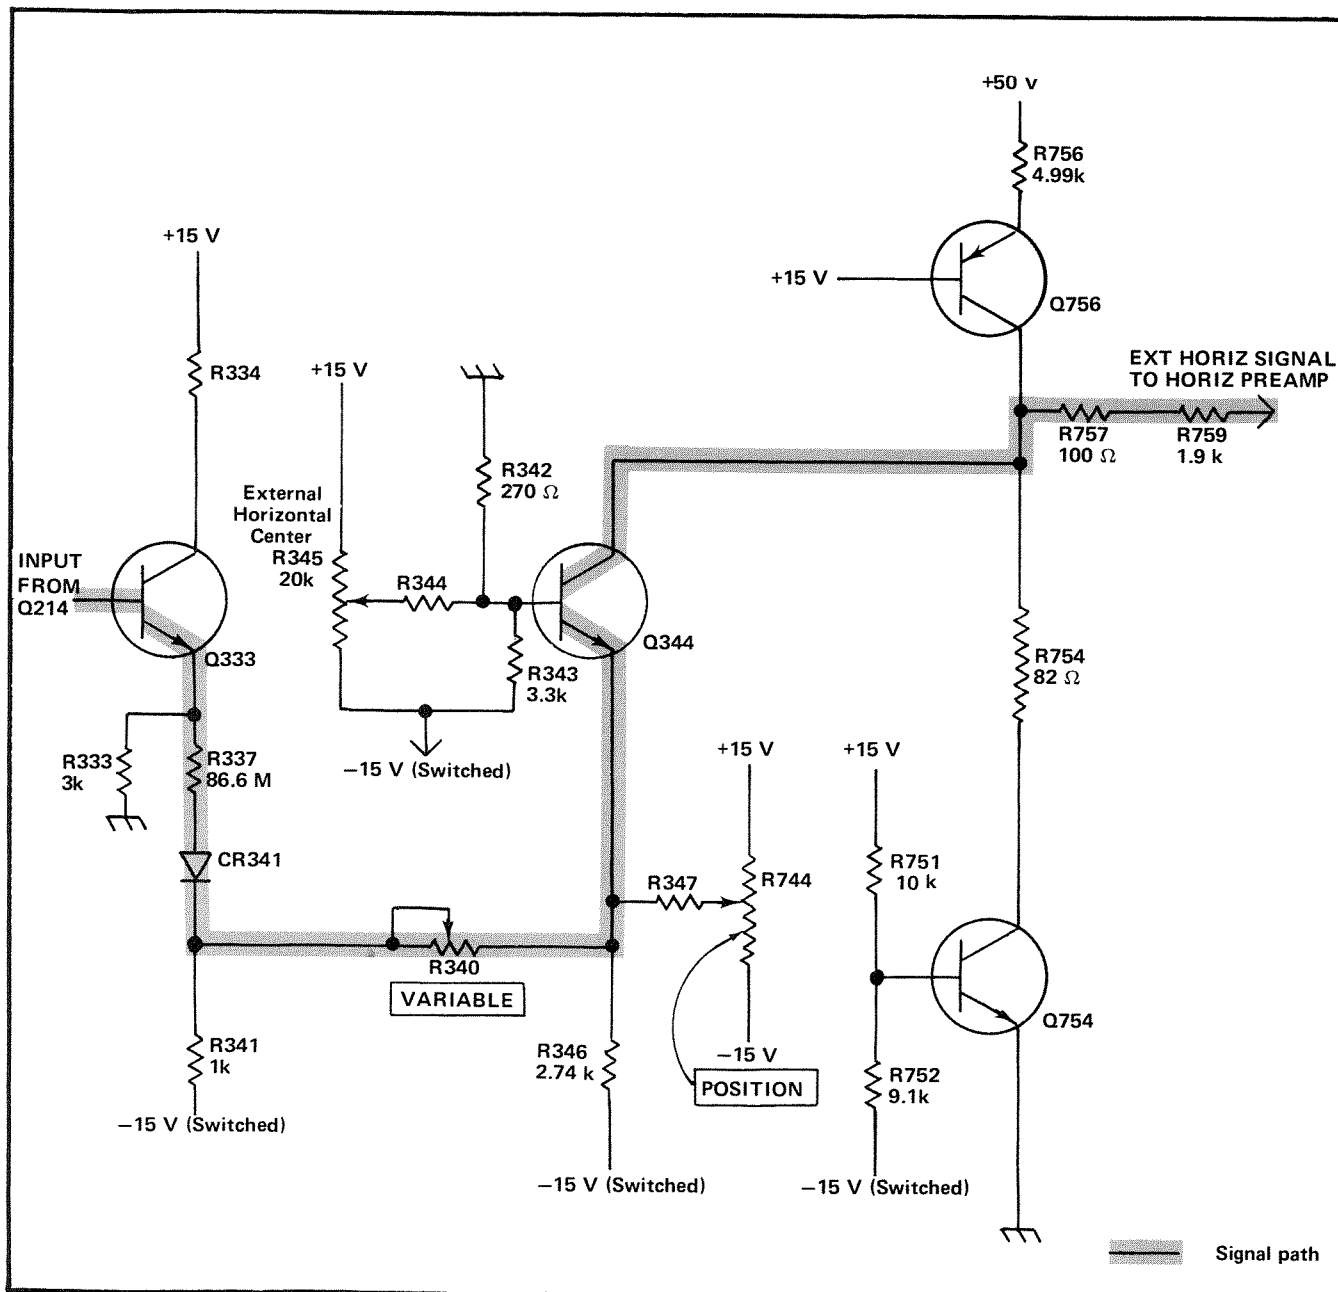 +50 v
R756
4.99k
+15 V
Q756
+15 V
R334
+15 V
EXT HORIZ SIGNAL
TO HORIZ PREAMP
R757
100 Ω
R759
1.9 k
R342
270 Ω
External
Horizontal
Center
R345
20k
INPUT
FROM
Q214
R344
Q333
Q344
R343
3.3k
R754
82 Ω
R333
3k
R337
86.6 M
−15 V (Switched)
+15 V
+15 V
CR341
R347
R744
R751
10 k
R340
VARIABLE
Q754
R341
1k
R346
2.74 k
−15 V
POSITION
R752
9.1k
−15 V (Switched)
−15 V (Switched)
−15 V (Switched)
Signal path